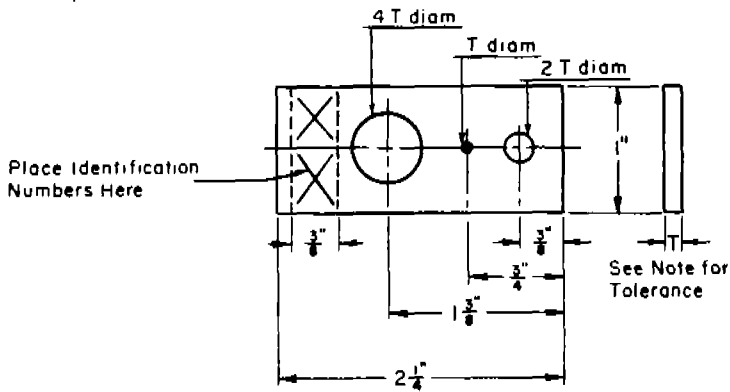 4 T diam
T diam
2 T diam
Place Identification
Numbers Here
1"
T
3/8"
3/8"
3/4"
See Note for
Tolerance
1 3/8"
2 1/4"